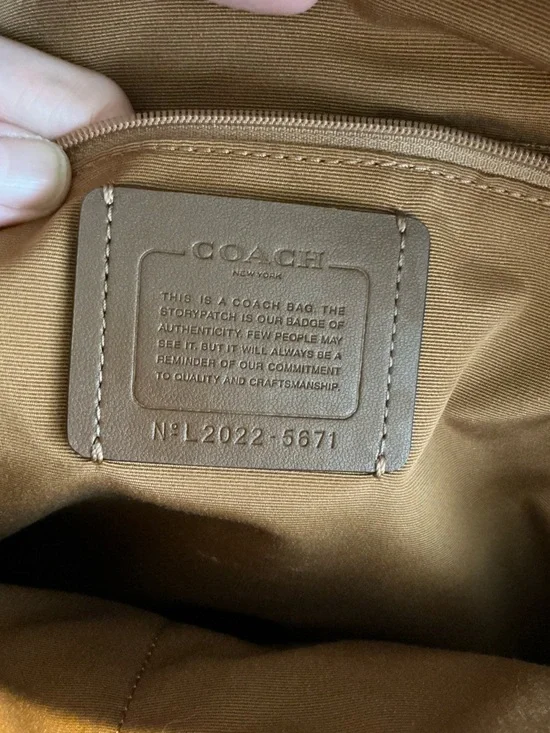 COACH
NEW YORK
THIS IS A COACH BAG. THE
STORYPATCH IS OUR BADGE OF
AUTHENTICITY. FEW PEOPLE MAY
SEE IT. BUT IT WILL ALWAYS BE A
REMINDER OF OUR COMMITMENT
TO QUALITY AND CRAFTSMANSHIP.
Nº L2022-5671